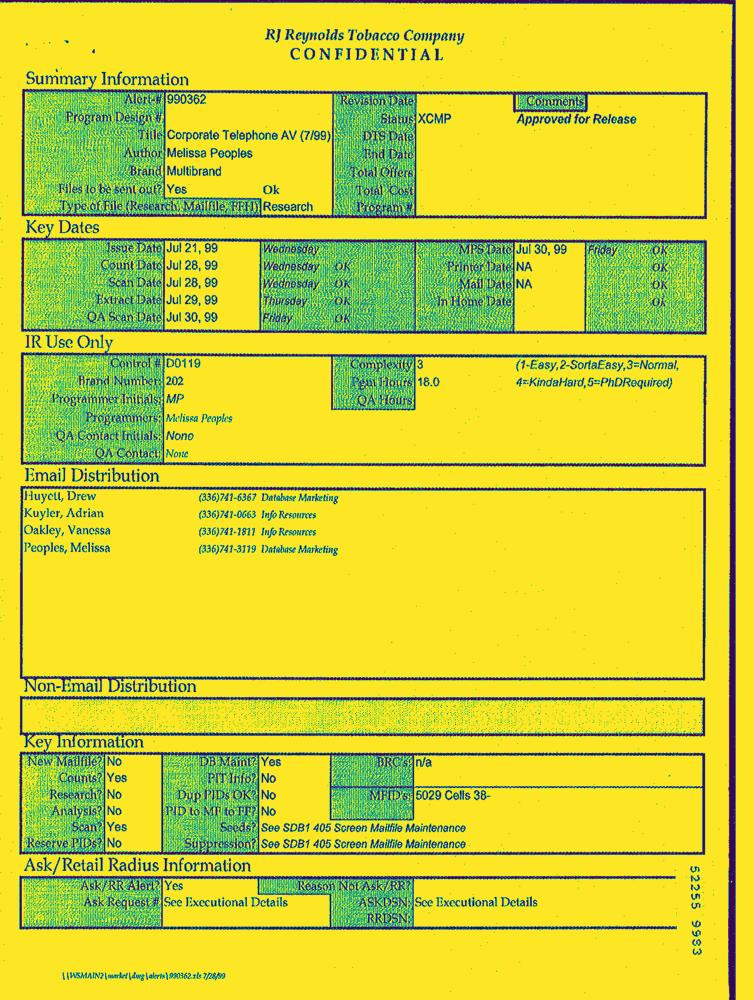 RJ Reynolds Tobacco Company
CONFIDENTIAL
Summary Information
Alert-# 990362 Revision Date Comments
Program Design # Status XCMP Approved for Release
Title Corporate Telephone AV (7/99) DTS Date
Author Melissa Peoples End Date
Brand Multibrand Total Offers
Files to be sent out? Yes Ok Total Cost
Type of File (Research, Mailfile, FFH) Research Program #
Key Dates
Issue Date Jul 21, 99 Wednesday MPS Date Jul 30, 99 Friday OK
Count Date Jul 28, 99 Wednesday OK Printer Date NA OK
Scan Date Jul 28, 99 Wednesday OK Mail Date NA OK
Extract Date Jul 29, 99 Thursday OK In Home Date OK
QA Scan Date Jul 30, 99 Friday OK
IR Use Only
Control # D0119 Complexity 3 (1-Easy,2-SortaEasy,3=Normal,
Brand Number: 202 Pgm Hours 18.0 4=KindaHard,5=PhDRequired)
Programmer Initials: MP QA Hours
Programmers: Melissa Peoples
QA Contact Initials: None
QA Contact: None
Email Distribution
Huyett, Drew (336)741-6367 Database Marketing
Kuyler, Adrian (336)741-0663 Info Resources
Oakley, Vanessa (336)741-1811 Info Resources
Peoples, Melissa (336)741-3119 Database Marketing
Non-Email Distribution
Key Information
New Mailfile? No DB Maint? Yes BRC's: n/a
Counts? Yes PIT Info? No
Research? No Dup PIDs OK? No MFID's: 5029 Cells 38-
Analysis? No PID to MF to FF? No
Scan? Yes Seeds? See SDB1 405 Screen Mailfile Maintenance
Reserve PIDs? No Suppression? See SDB1 405 Screen Mailfile Maintenance
Ask/Retail Radius Information
Ask/RR Alert? Yes Reason Not Ask/RR?
Ask Request # See Executional Details ASKDSN: See Executional Details
RRDSN:
52255 9983
\\WSMAIN2\market\dwg\alerts\990362.xls 7/28/99